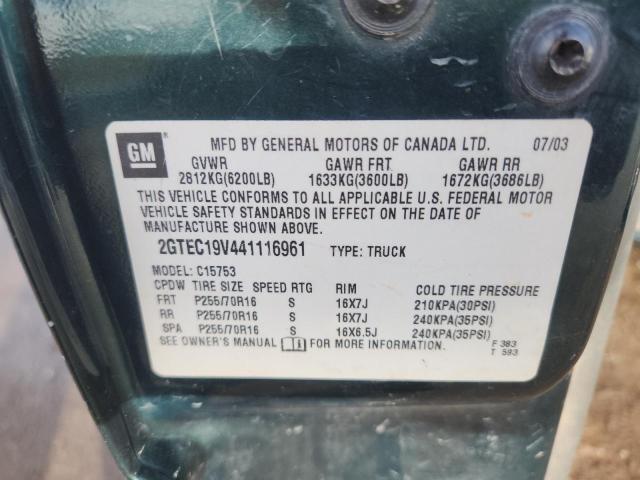 GM ® MFD BY GENERAL MOTORS OF CANADA LTD. 07/03
GVWR GAWR FRT GAWR RR
2812KG(6200LB) 1633KG(3600LB) 1672KG(3686LB)
THIS VEHICLE CONFORMS TO ALL APPLICABLE U.S. FEDERAL MOTOR
VEHICLE SAFETY STANDARDS IN EFFECT ON THE DATE OF
MANUFACTURE SHOWN ABOVE.
2GTEC19V441116961 TYPE: TRUCK
MODEL: C15753
CPDW TIRE SIZE SPEED RTG RIM COLD TIRE PRESSURE
FRT P255/70R16 S 16X7J 210KPA(30PSI)
RR P255/70R16 S 16X7J 240KPA(35PSI)
SPA P255/70R16 S 16X6.5J 240KPA(35PSI)
SEE OWNER'S MANUAL FOR MORE INFORMATION. F 383
T 593